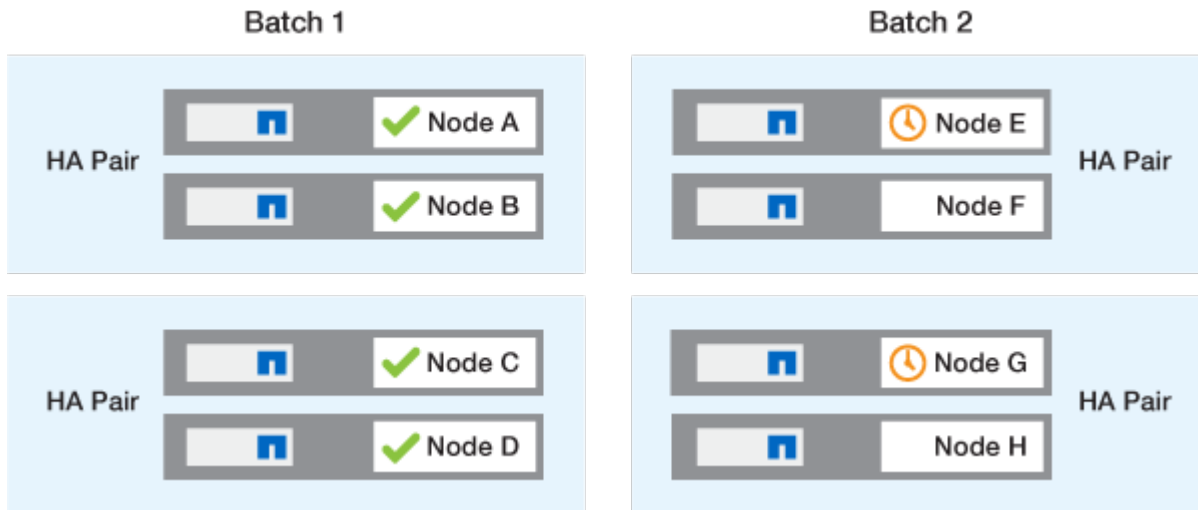 Batch 1
HA Pair
Node A
Node B
HA Pair
Node C
Node D
Batch 2
Node E
Node F
HA Pair
Node G
Node H
HA Pair